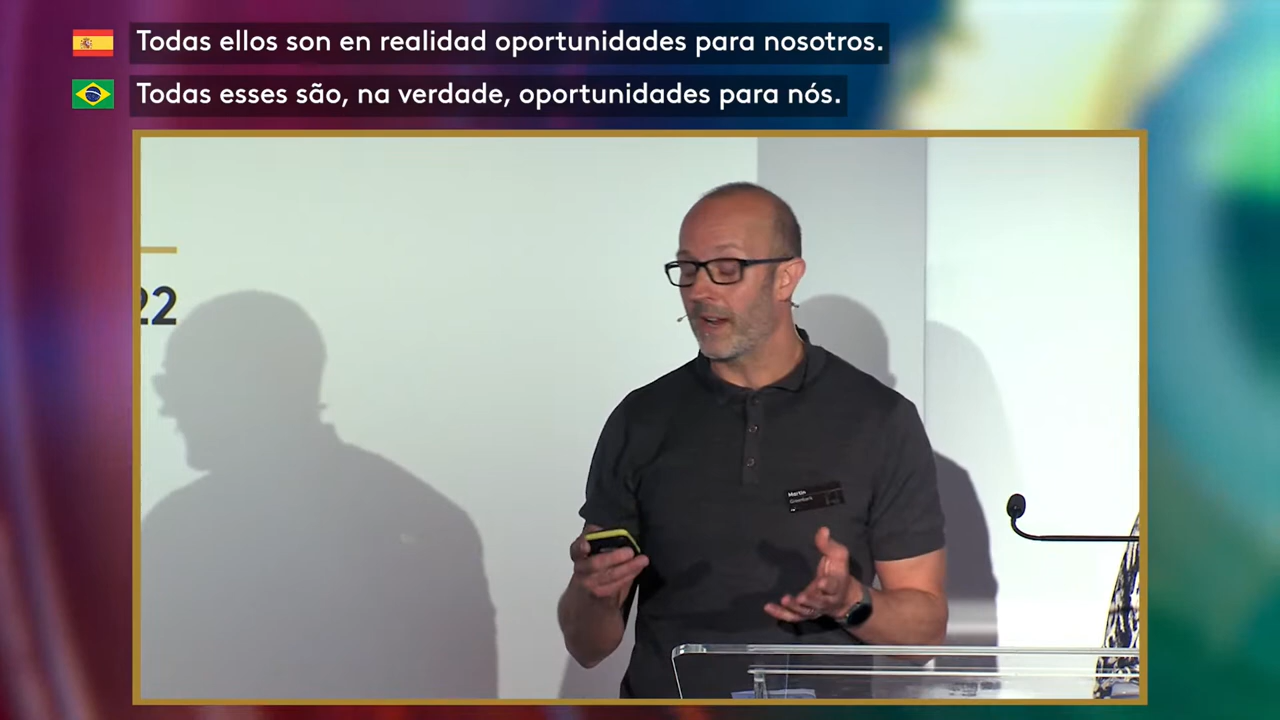 Todas ellos son en realidad oportunidades para nosotros.
Todas esses são, na verdade, oportunidades para nós.
22
Martin